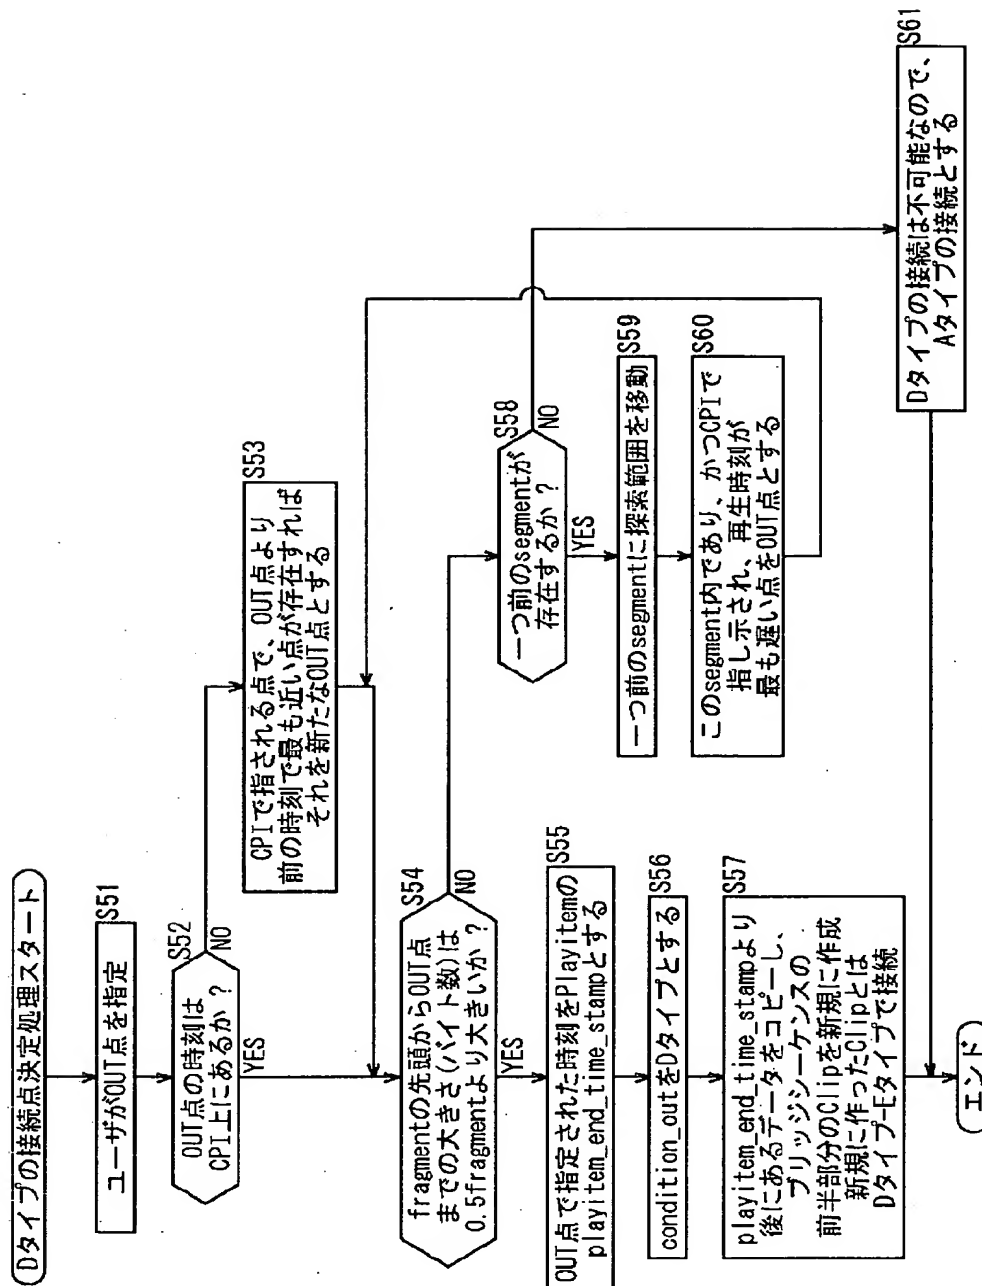 Dタイプの接続点決定処理スタート
S51
ユーザがOUT点を指定
S52
OUT点の時刻は
CPI上にあるか?
NO
YES
S53
CPIで指される点で、OUT点より
前の時刻で最も近い点が存在すれば
それを新たなOUT点とする
S54
fragmentの先頭からOUT点
までの大きさ(バイト数)は
0.5fragmentより大きいか?
NO
YES
S55
OUT点で指定された時刻をPlayitemの
playitem_end_time_stampとする
S56
condition_outをDタイプとする
S57
playitem_end_time_stampより
後にあるデータをコピーし、
ブリッジシーケンスの
前半部分のClipを新規に作成
新規に作ったClipとは
Dタイプ-Eタイプで接続
S58
一つ前のsegmentが
存在するか?
NO
YES
S59
一つ前のsegmentに探索範囲を移動
S60
このsegment内であり、かつCPIで
指し示され、再生時刻が
最も遅い点をOUT点とする
S61
Dタイプの接続は不可能なので、
Aタイプの接続とする
エンド